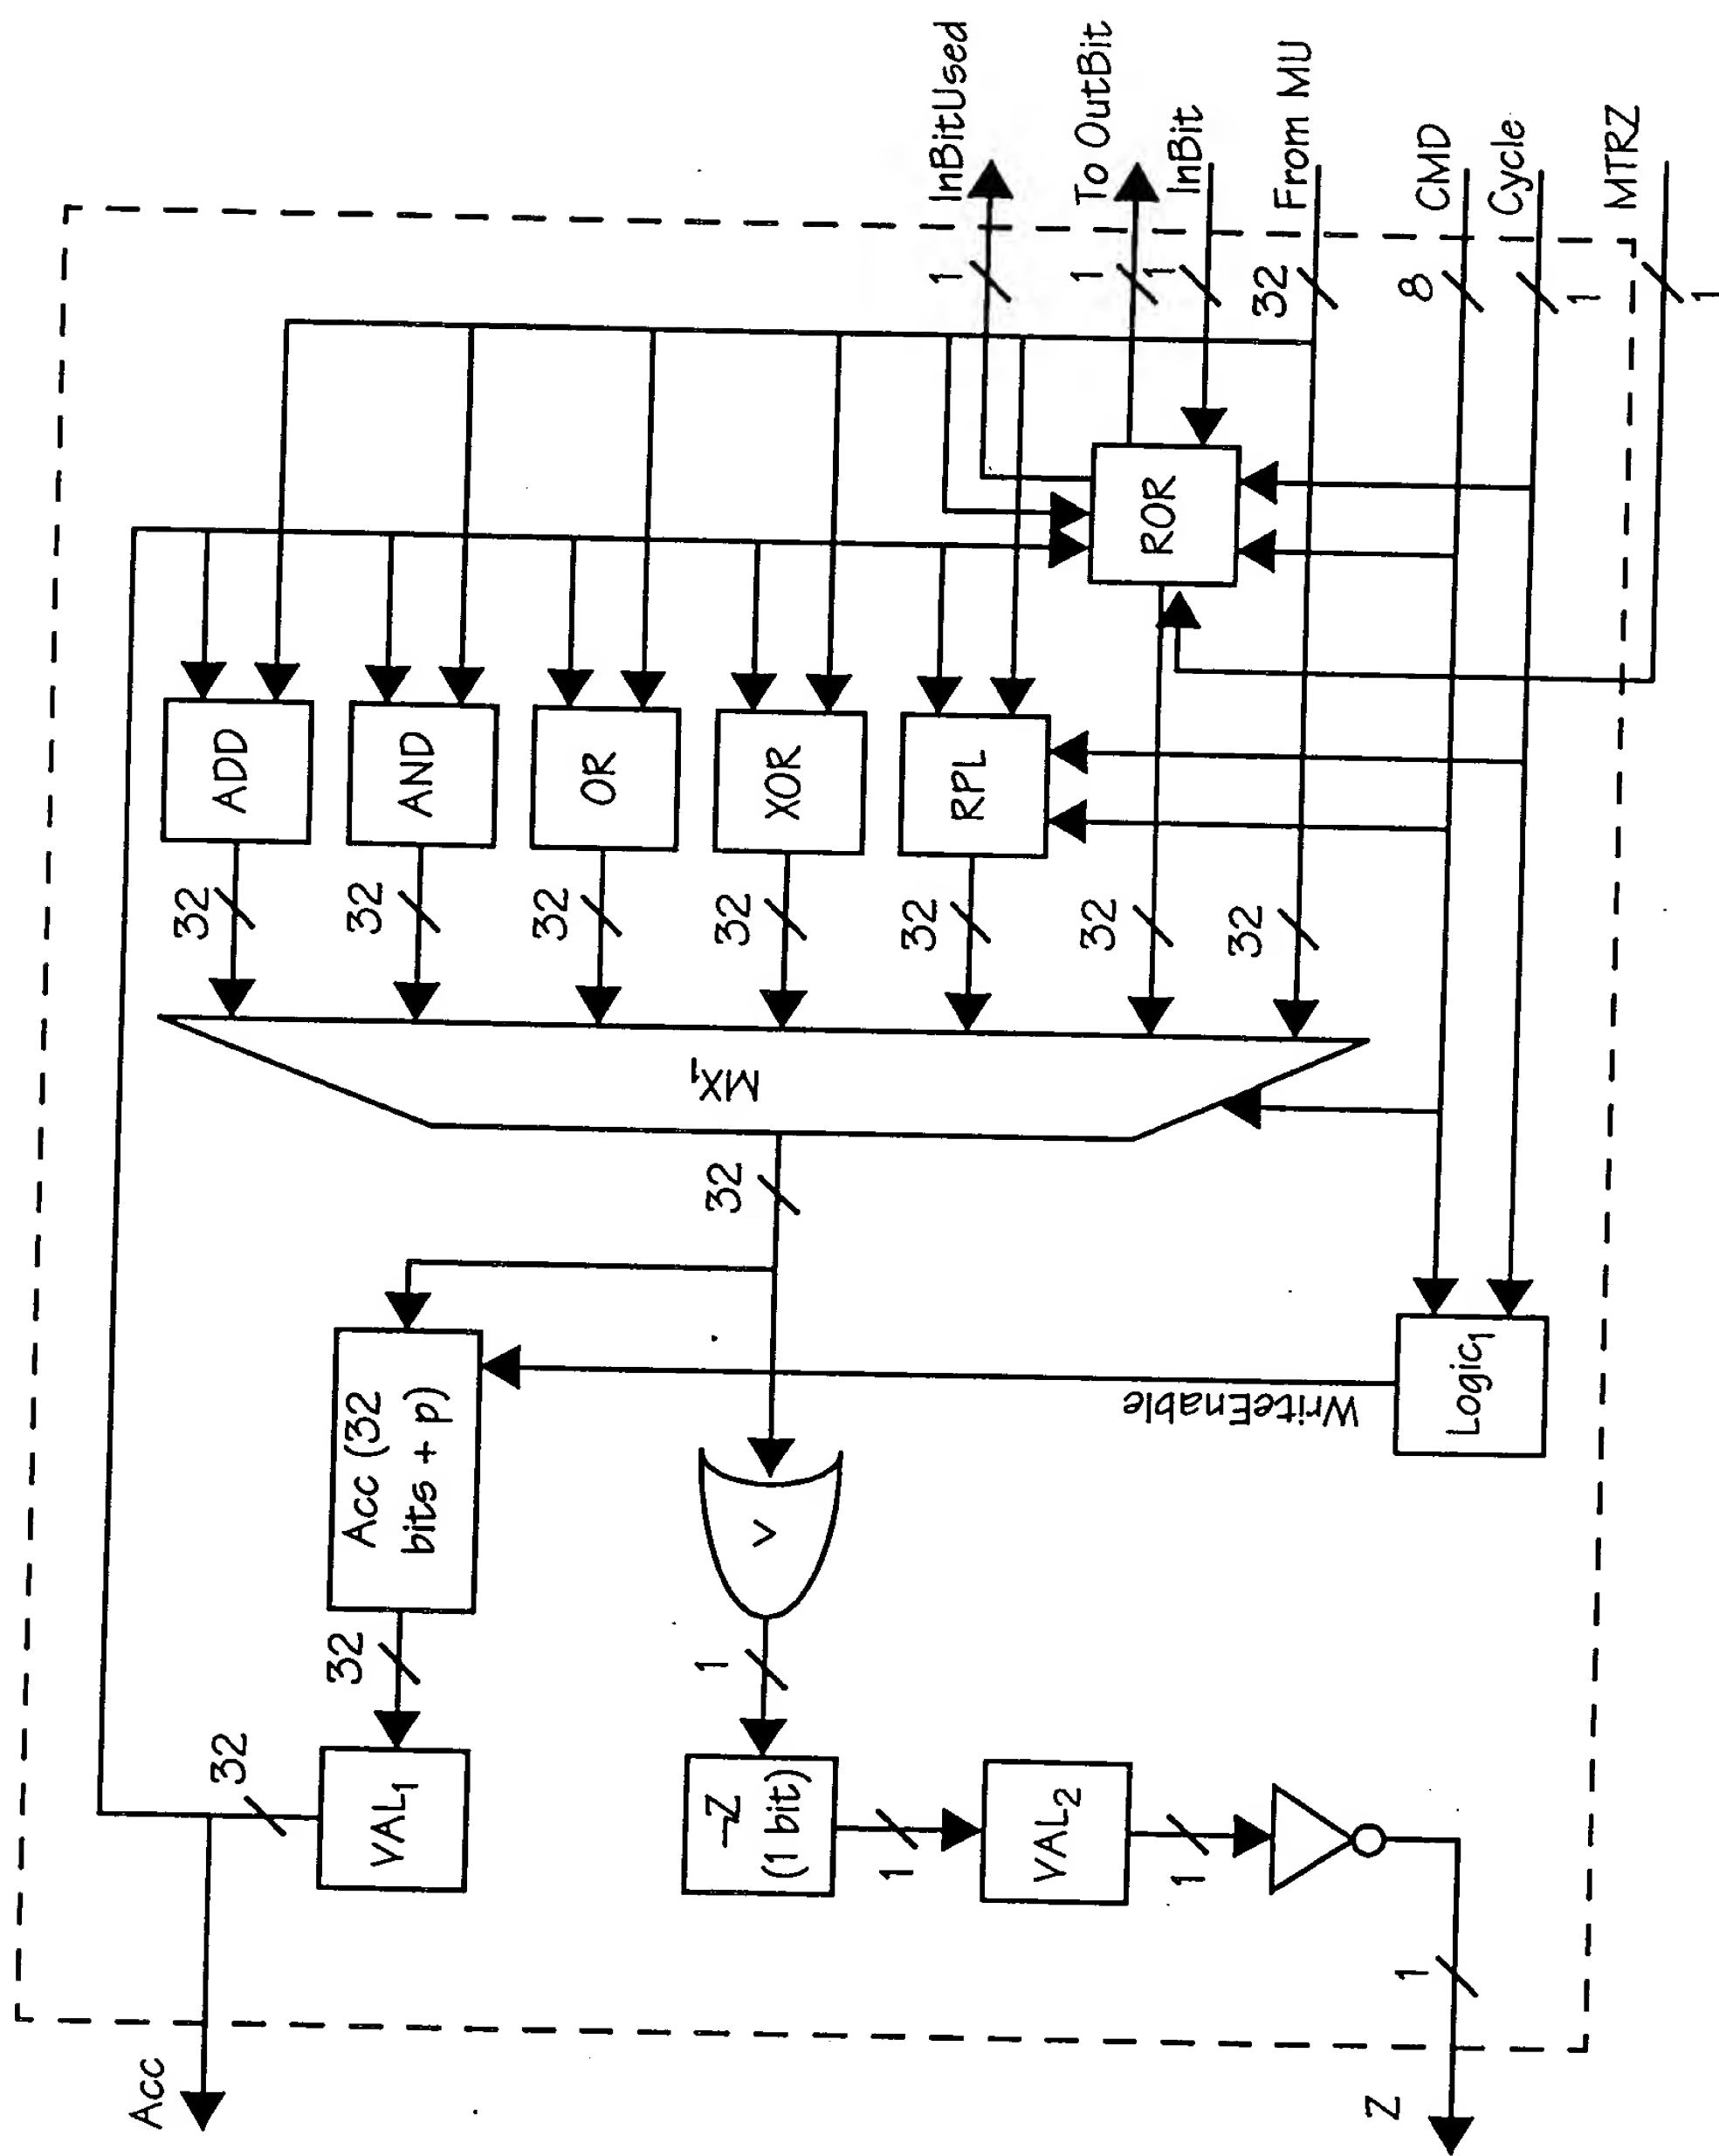 InBitUsed
To OutBit
InBit
From MU
CMD
Cycle
MTRZ
1
1
1
32
8
1
1
ADD
AND
OR
XOR
RPL
ROR
32
32
32
32
32
32
32
MX1
32
WriteEnable
Logic1
Acc (32
bits + p)
32
VAL1
32
Acc
V
1
¬Z
(1 bit)
1
VAL2
1
1
Z